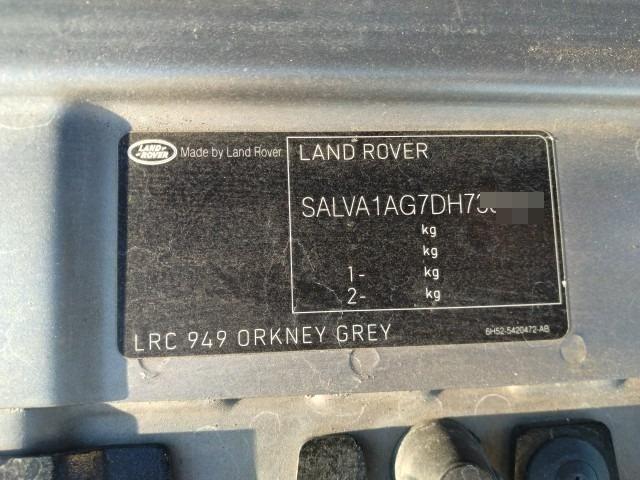 LAND ROVER
Made by Land Rover
LAND ROVER
SALVA1AG7DH73
kg
kg
1- kg
2- kg
LRC 949 ORKNEY GREY
6H52-5420472-AB